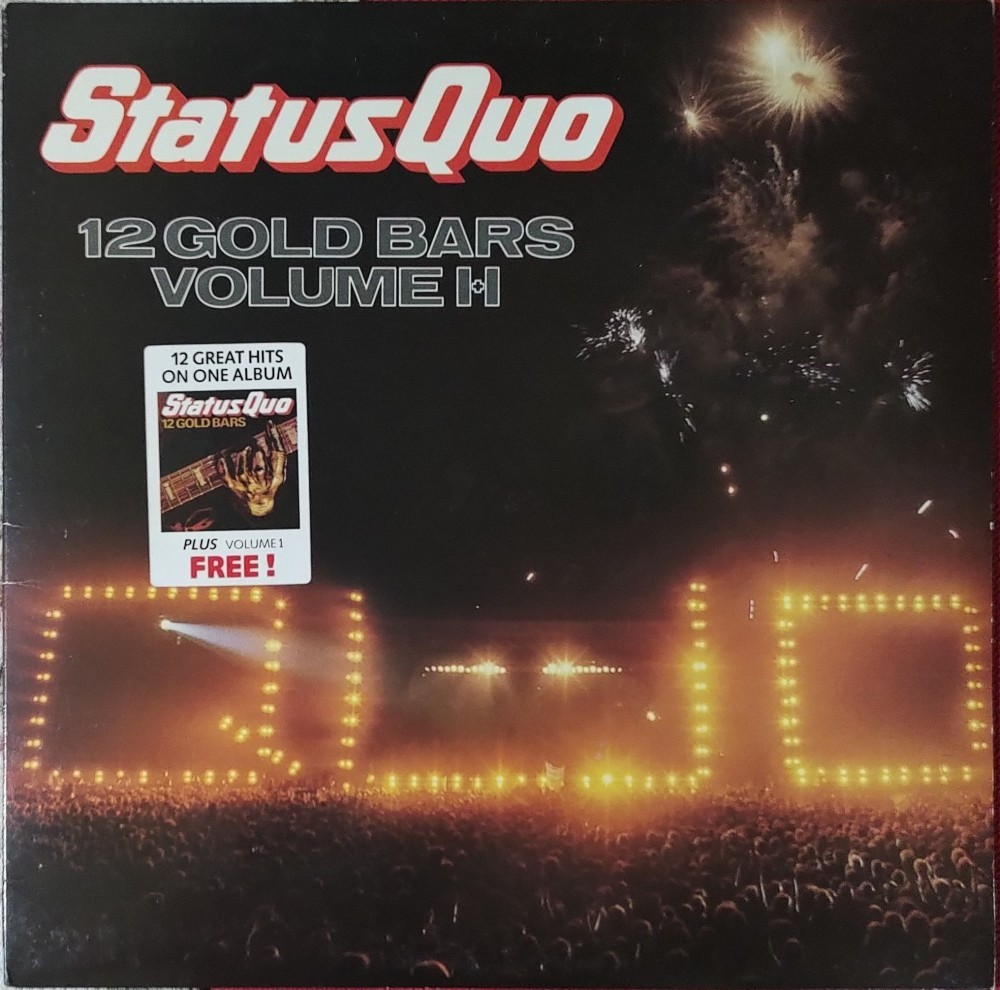 Status Quo
12 GOLD BARS
VOLUME I+I
12 GREAT HITS
ON ONE ALBUM
Status Quo
12 GOLD BARS
PLUS VOLUME 1
FREE!
QUO